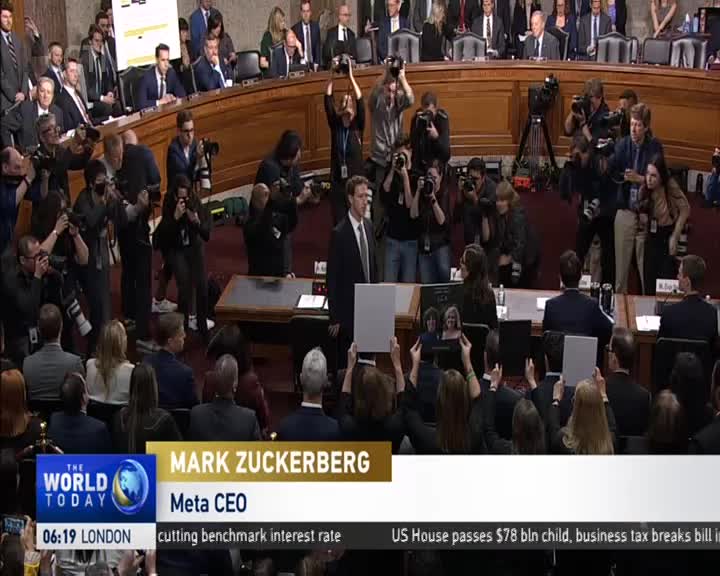 MARK ZUCKERBERG
Meta CEO
THE
WORLD
TODAY
06:19 LONDON
cutting benchmark interest rate
US House passes $78 bln child, business tax breaks bill i